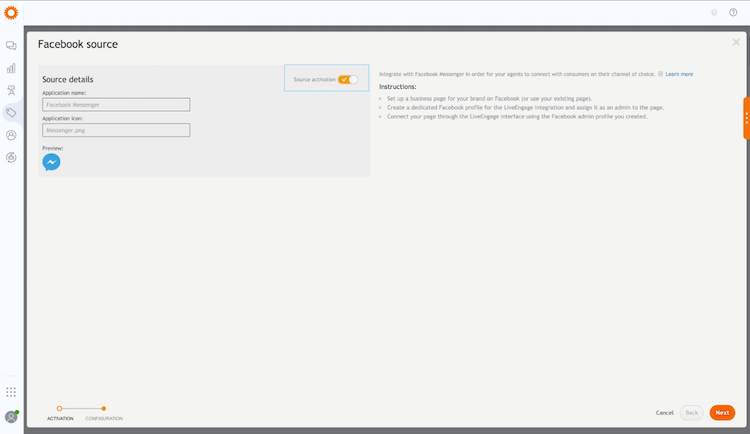 Facebook source
Source details
Source activation
Application name:
Facebook Messenger
Application Icon:
Messenger.png
Preview:
Integrate with Facebook Messenger in order for your agents to connect with consumers on their channel of choice. Learn more
Instructions:
Set up a business page for your brand on Facebook (or use your existing page).
Create a dedicated Facebook profile for the LiveEngage integration and assign it as an admin to the page.
Connect your page through the LiveEngage interface using the Facebook admin profile you created.
ACTIVATION
CONFIGURATION
Cancel
Back
Next